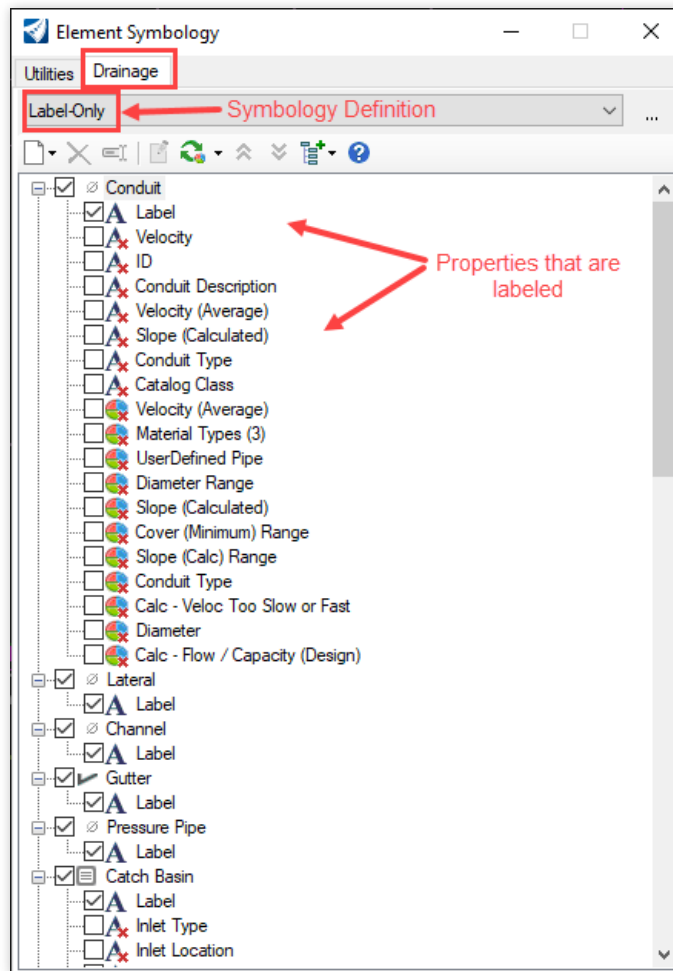 Element Symbology
Utilities Drainage
Label-Only Symbology Definition ...
Conduit
Label
Velocity
ID
Properties that are
labeled
Conduit Description
Velocity (Average)
Slope (Calculated)
Conduit Type
Catalog Class
Velocity (Average)
Material Types (3)
UserDefined Pipe
Diameter Range
Slope (Calculated)
Cover (Minimum) Range
Slope (Calc) Range
Conduit Type
Calc - Veloc Too Slow or Fast
Diameter
Calc - Flow / Capacity (Design)
Lateral
Label
Channel
Label
Gutter
Label
Pressure Pipe
Label
Catch Basin
Label
Inlet Type
Inlet Location